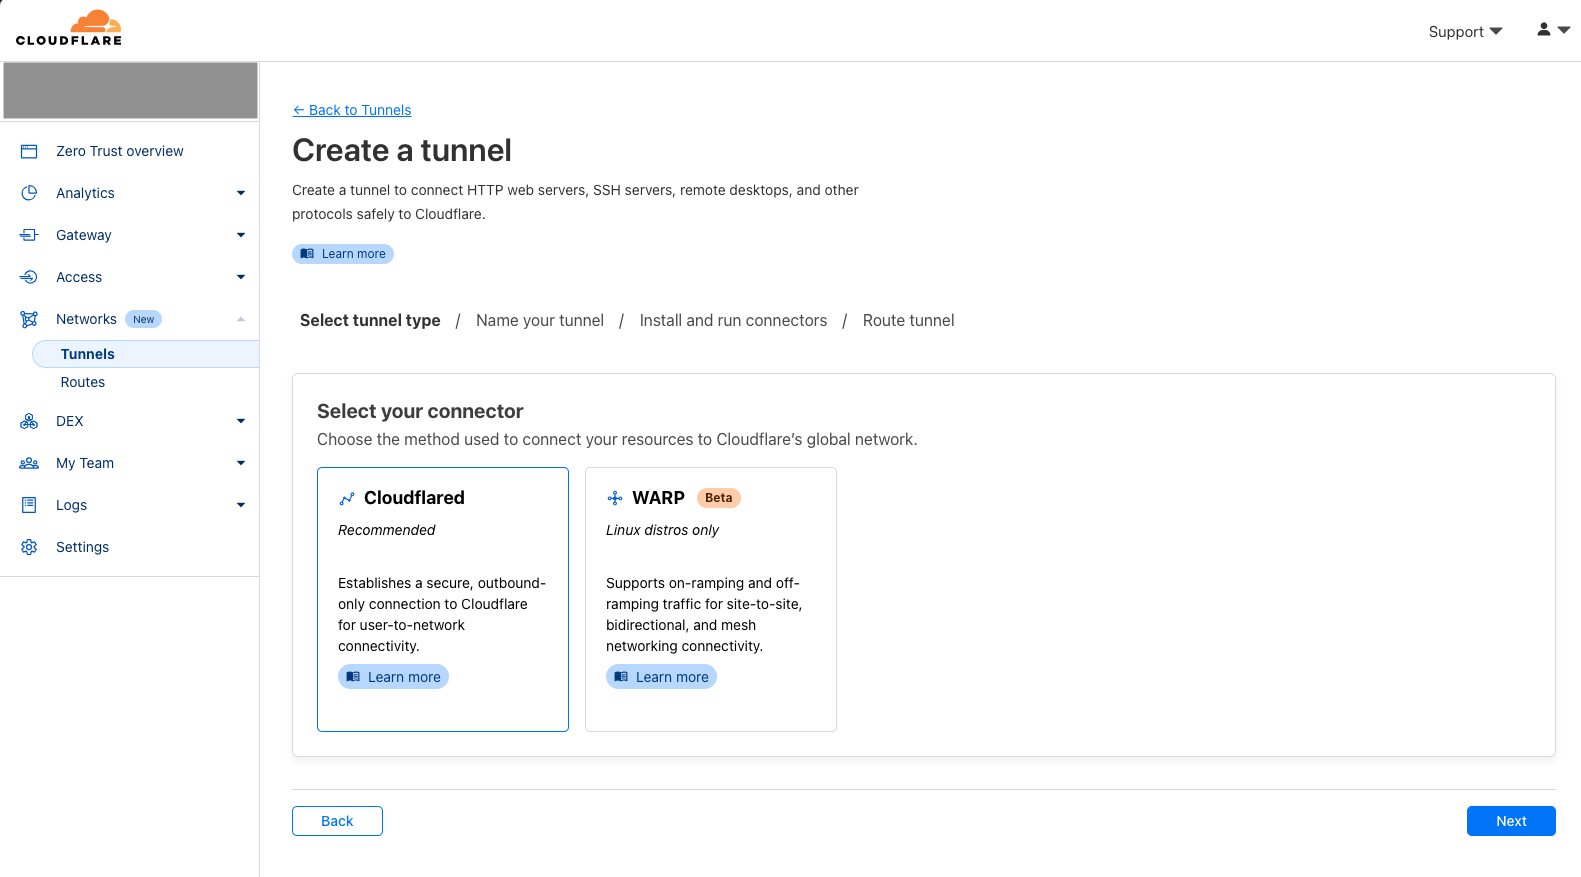 CLOUDFLARE
Support
Zero Trust overview
Analytics
Gateway
Access
Networks New
Tunnels
Routes
DEX
My Team
Logs
Settings
← Back to Tunnels
Create a tunnel
Create a tunnel to connect HTTP web servers, SSH servers, remote desktops, and other
protocols safely to Cloudflare.
Learn more
Select tunnel type / Name your tunnel / Install and run connectors / Route tunnel
Select your connector
Choose the method used to connect your resources to Cloudflare’s global network.
Cloudflared
Recommended
Establishes a secure, outbound-
only connection to Cloudflare
for user-to-network
connectivity.
Learn more
WARP Beta
Linux distros only
Supports on-ramping and off-
ramping traffic for site-to-site,
bidirectional, and mesh
networking connectivity.
Learn more
Back
Next